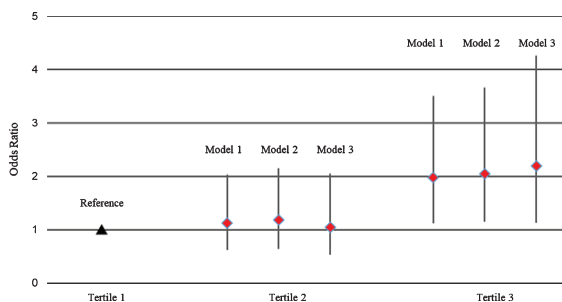 5
Model 1 Model 2 Model 3
4
3
Odds Ratio
Model 1 Model 2 Model 3
2
Reference
1
0
Tertile 1 Tertile 2 Tertile 3